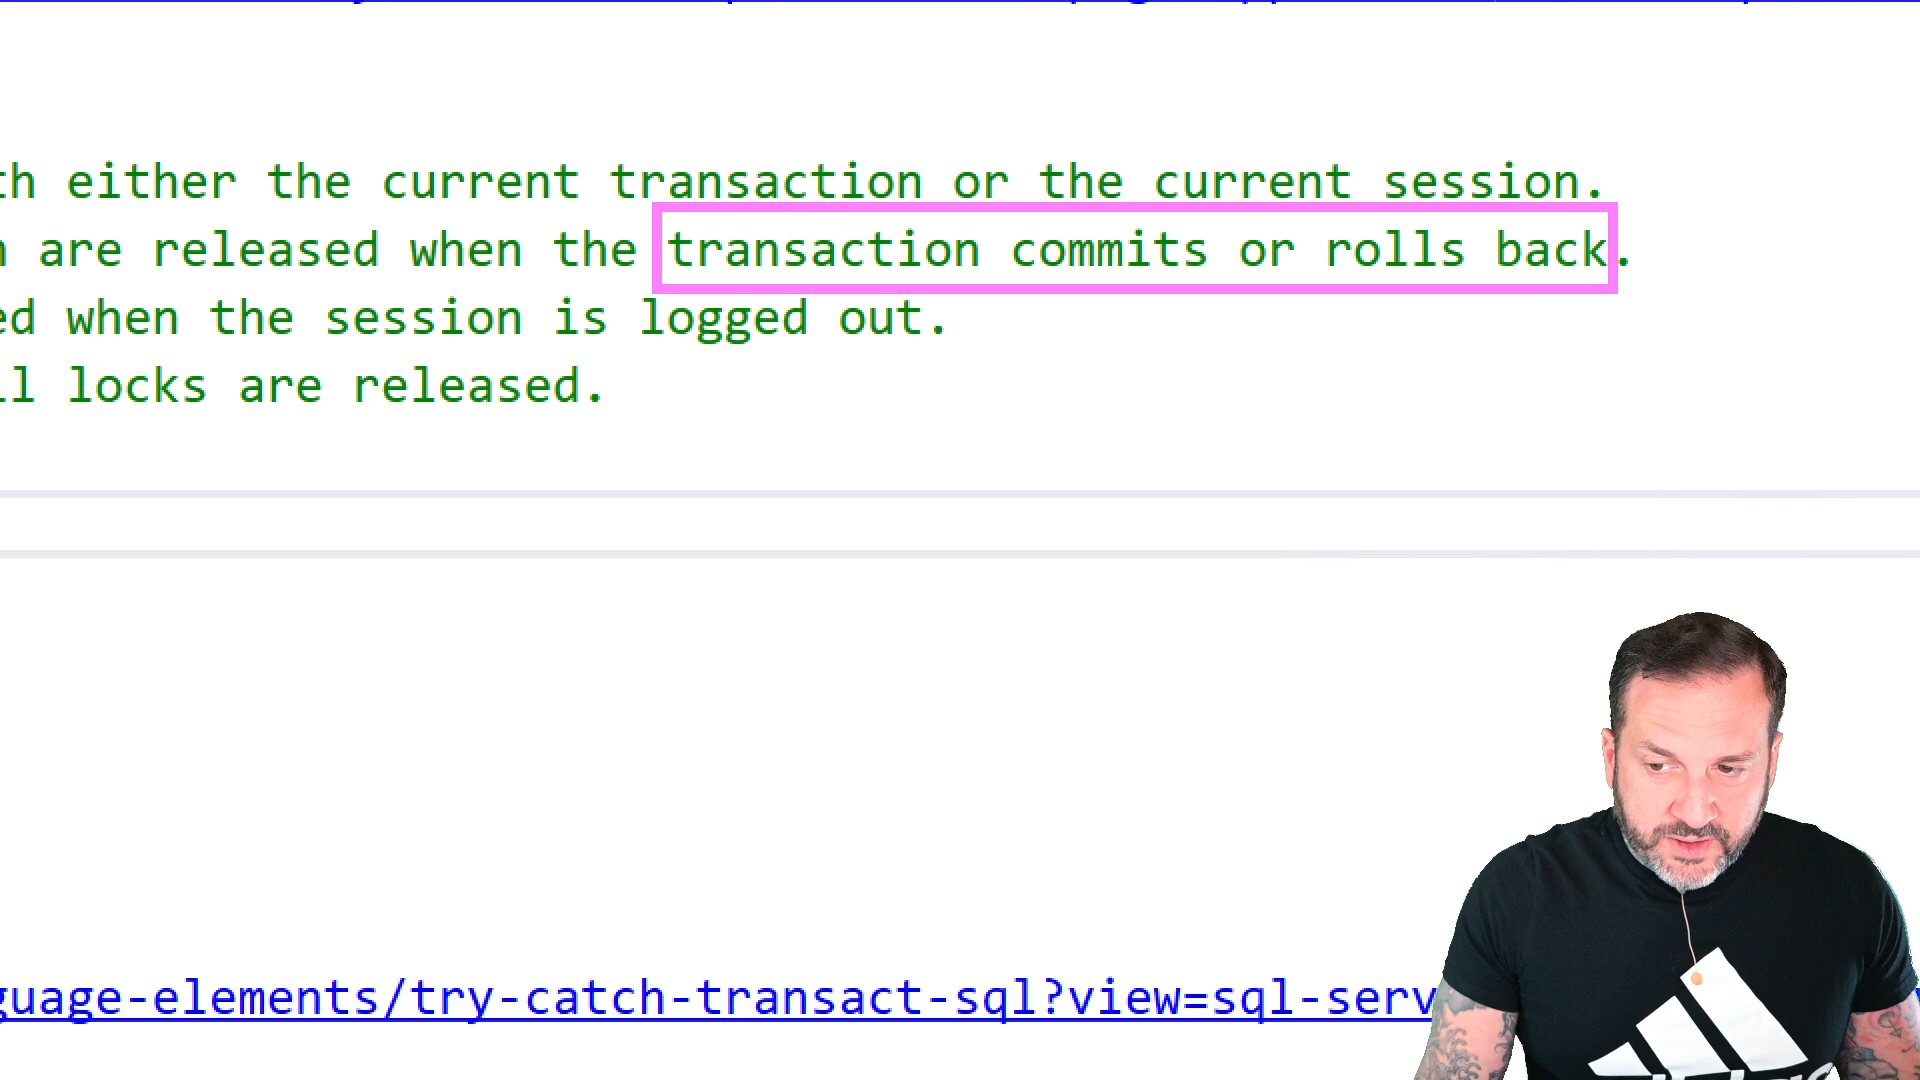 th either the current transaction or the current session.
are released when the transaction commits or rolls back.
ed when the session is logged out.
ll locks are released.
guage-elements/try-catch-transact-sql?view=sql-serv